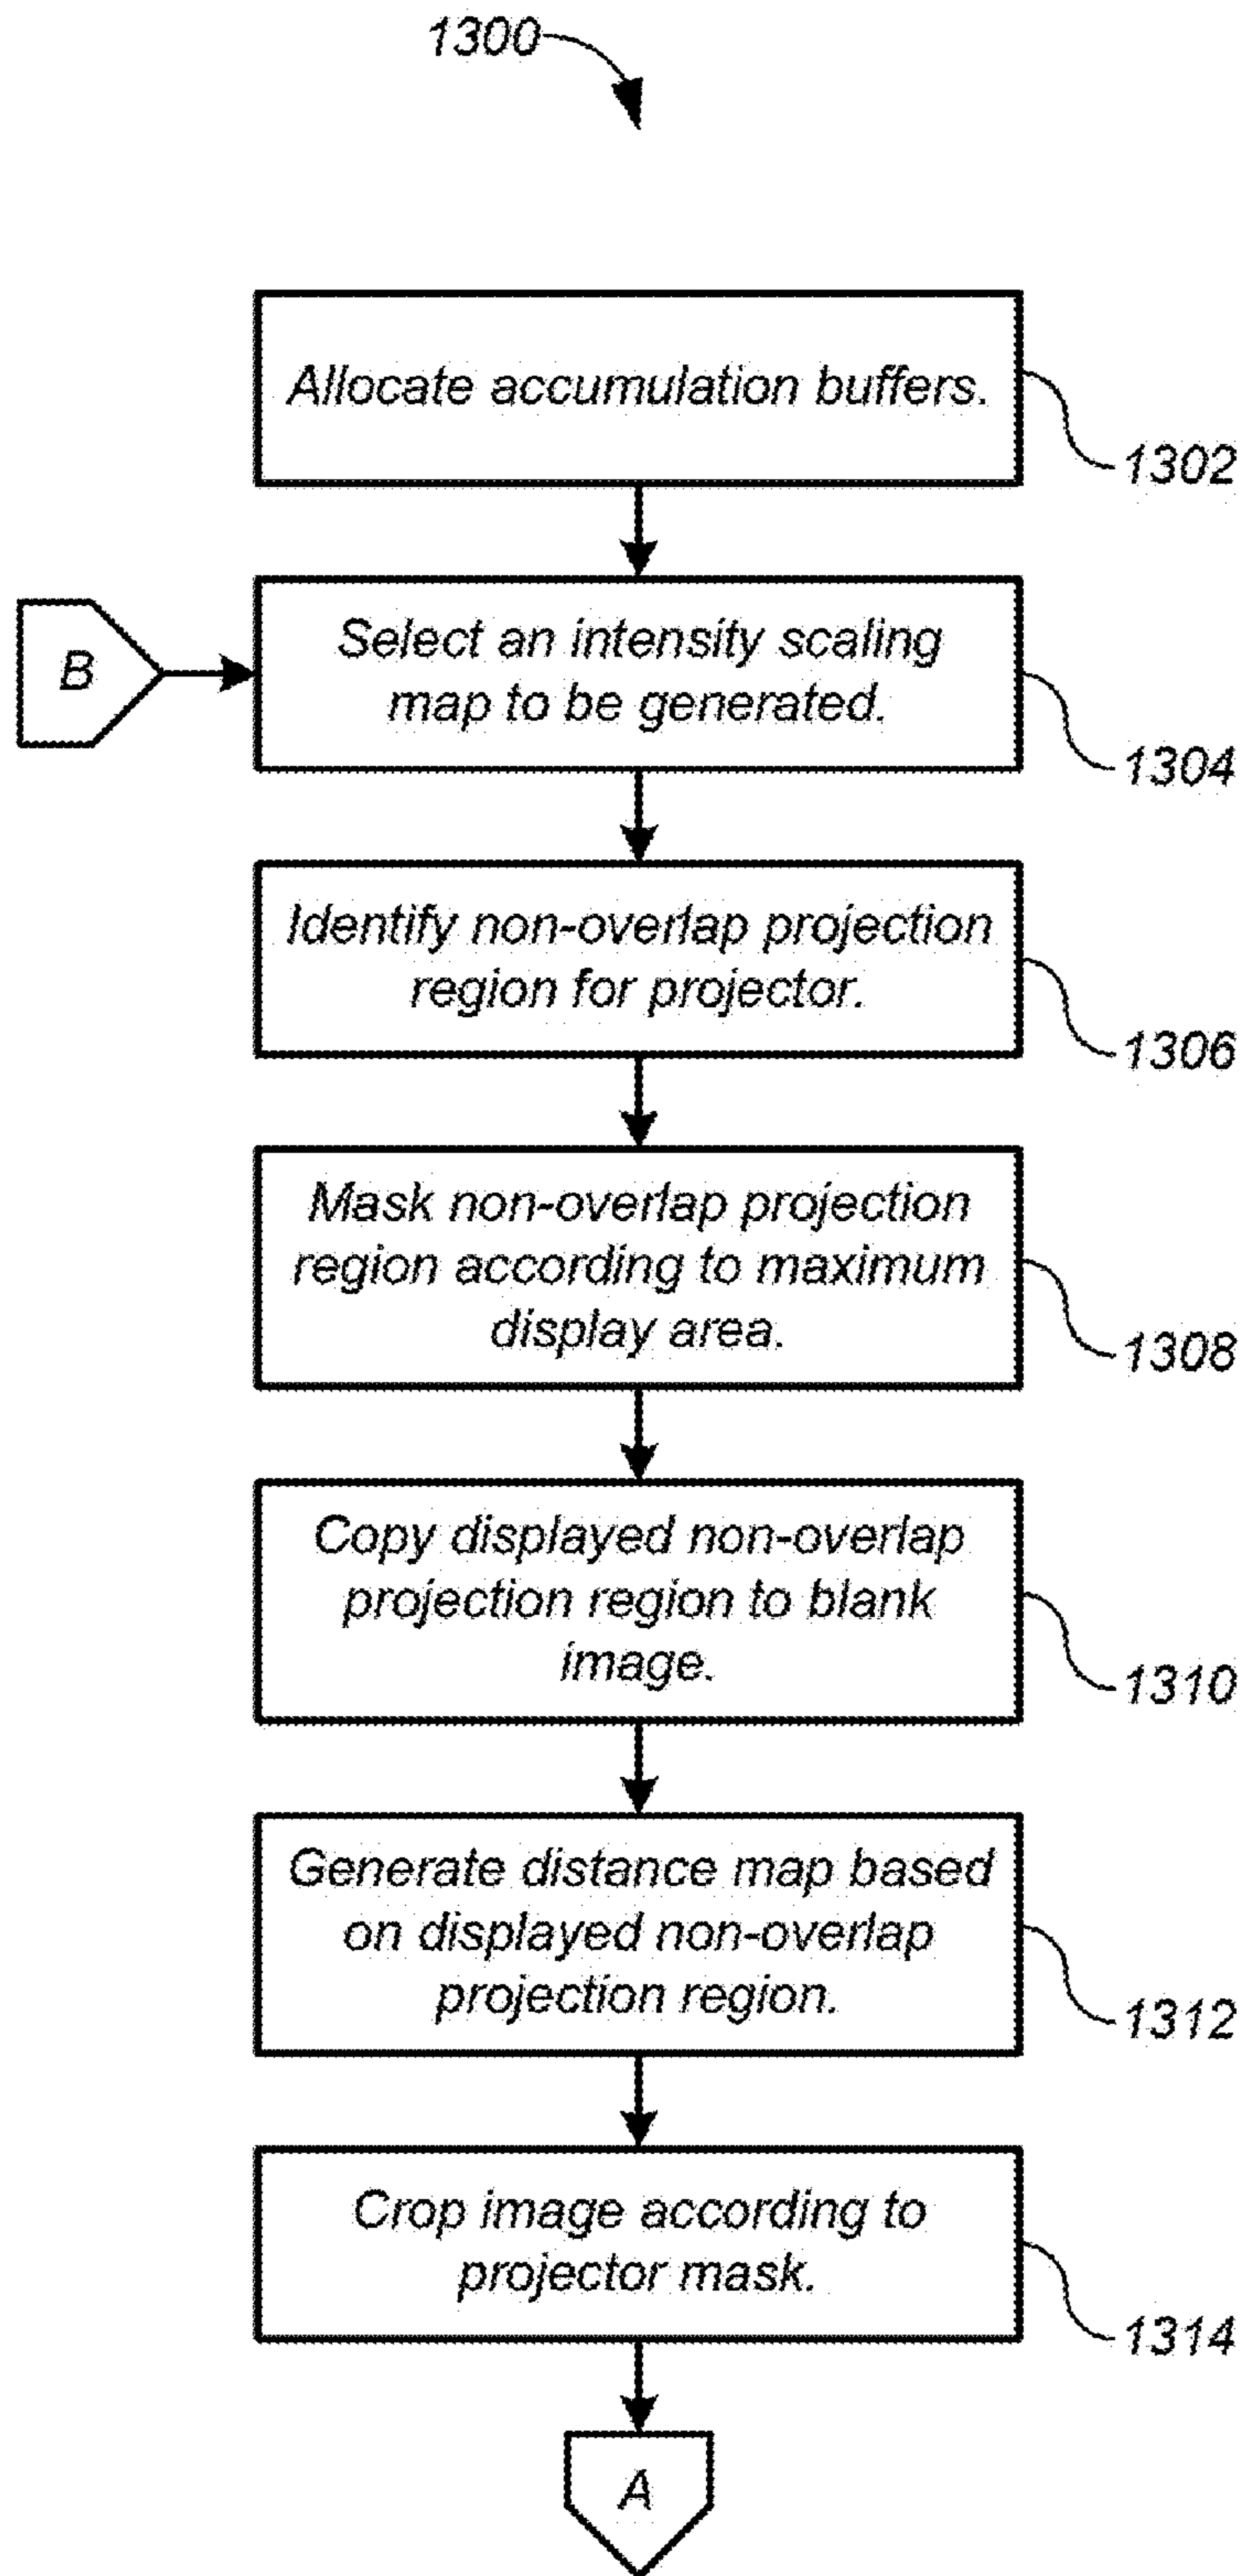 1300
Allocate accumulation buffers.
1302
B
Select an intensity scaling
map to be generated.
1304
Identify non-overlap projection
region for projector.
1306
Mask non-overlap projection
region according to maximum
display area.
1308
Copy displayed non-overlap
projection region to blank
image.
1310
Generate distance map based
on displayed non-overlap
projection region.
1312
Crop image according to
projector mask.
1314
A